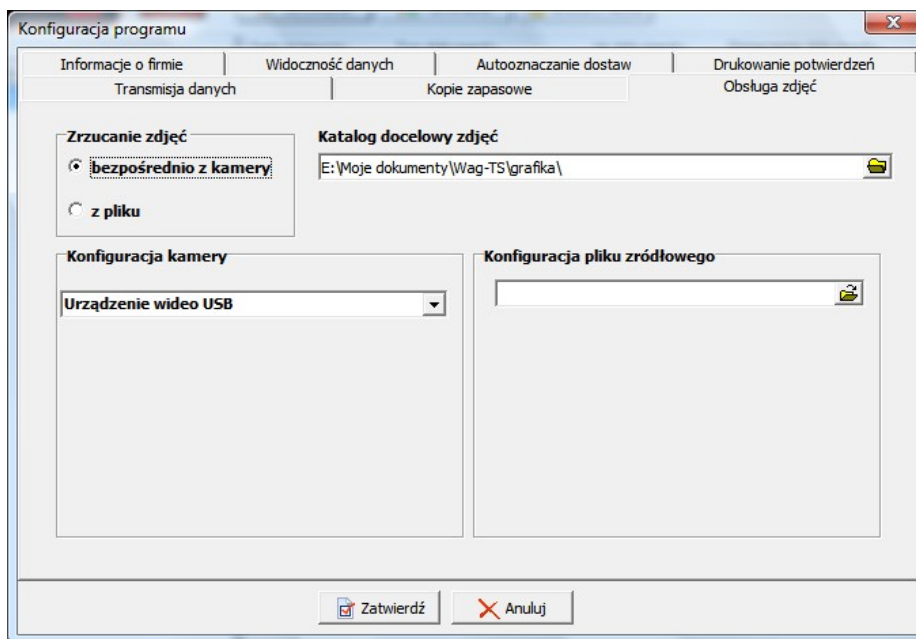 Konfiguracja programu
Informacje o firmie
Widoczność danych
Autooznaczanie dostaw
Drukowanie potwierdzeń
Transmisja danych
Kopie zapasowe
Obsługa zdjęć
Zrzucanie zdjęć
bezpośrednio z kamery
z pliku
Katalog docelowy zdjęć
E:\Moje dokumenty\Wag-TS\grafika\
Konfiguracja kamery
Urządzenie wideo USB
Konfiguracja pliku zródłowego
Zatwierdź
Anuluj